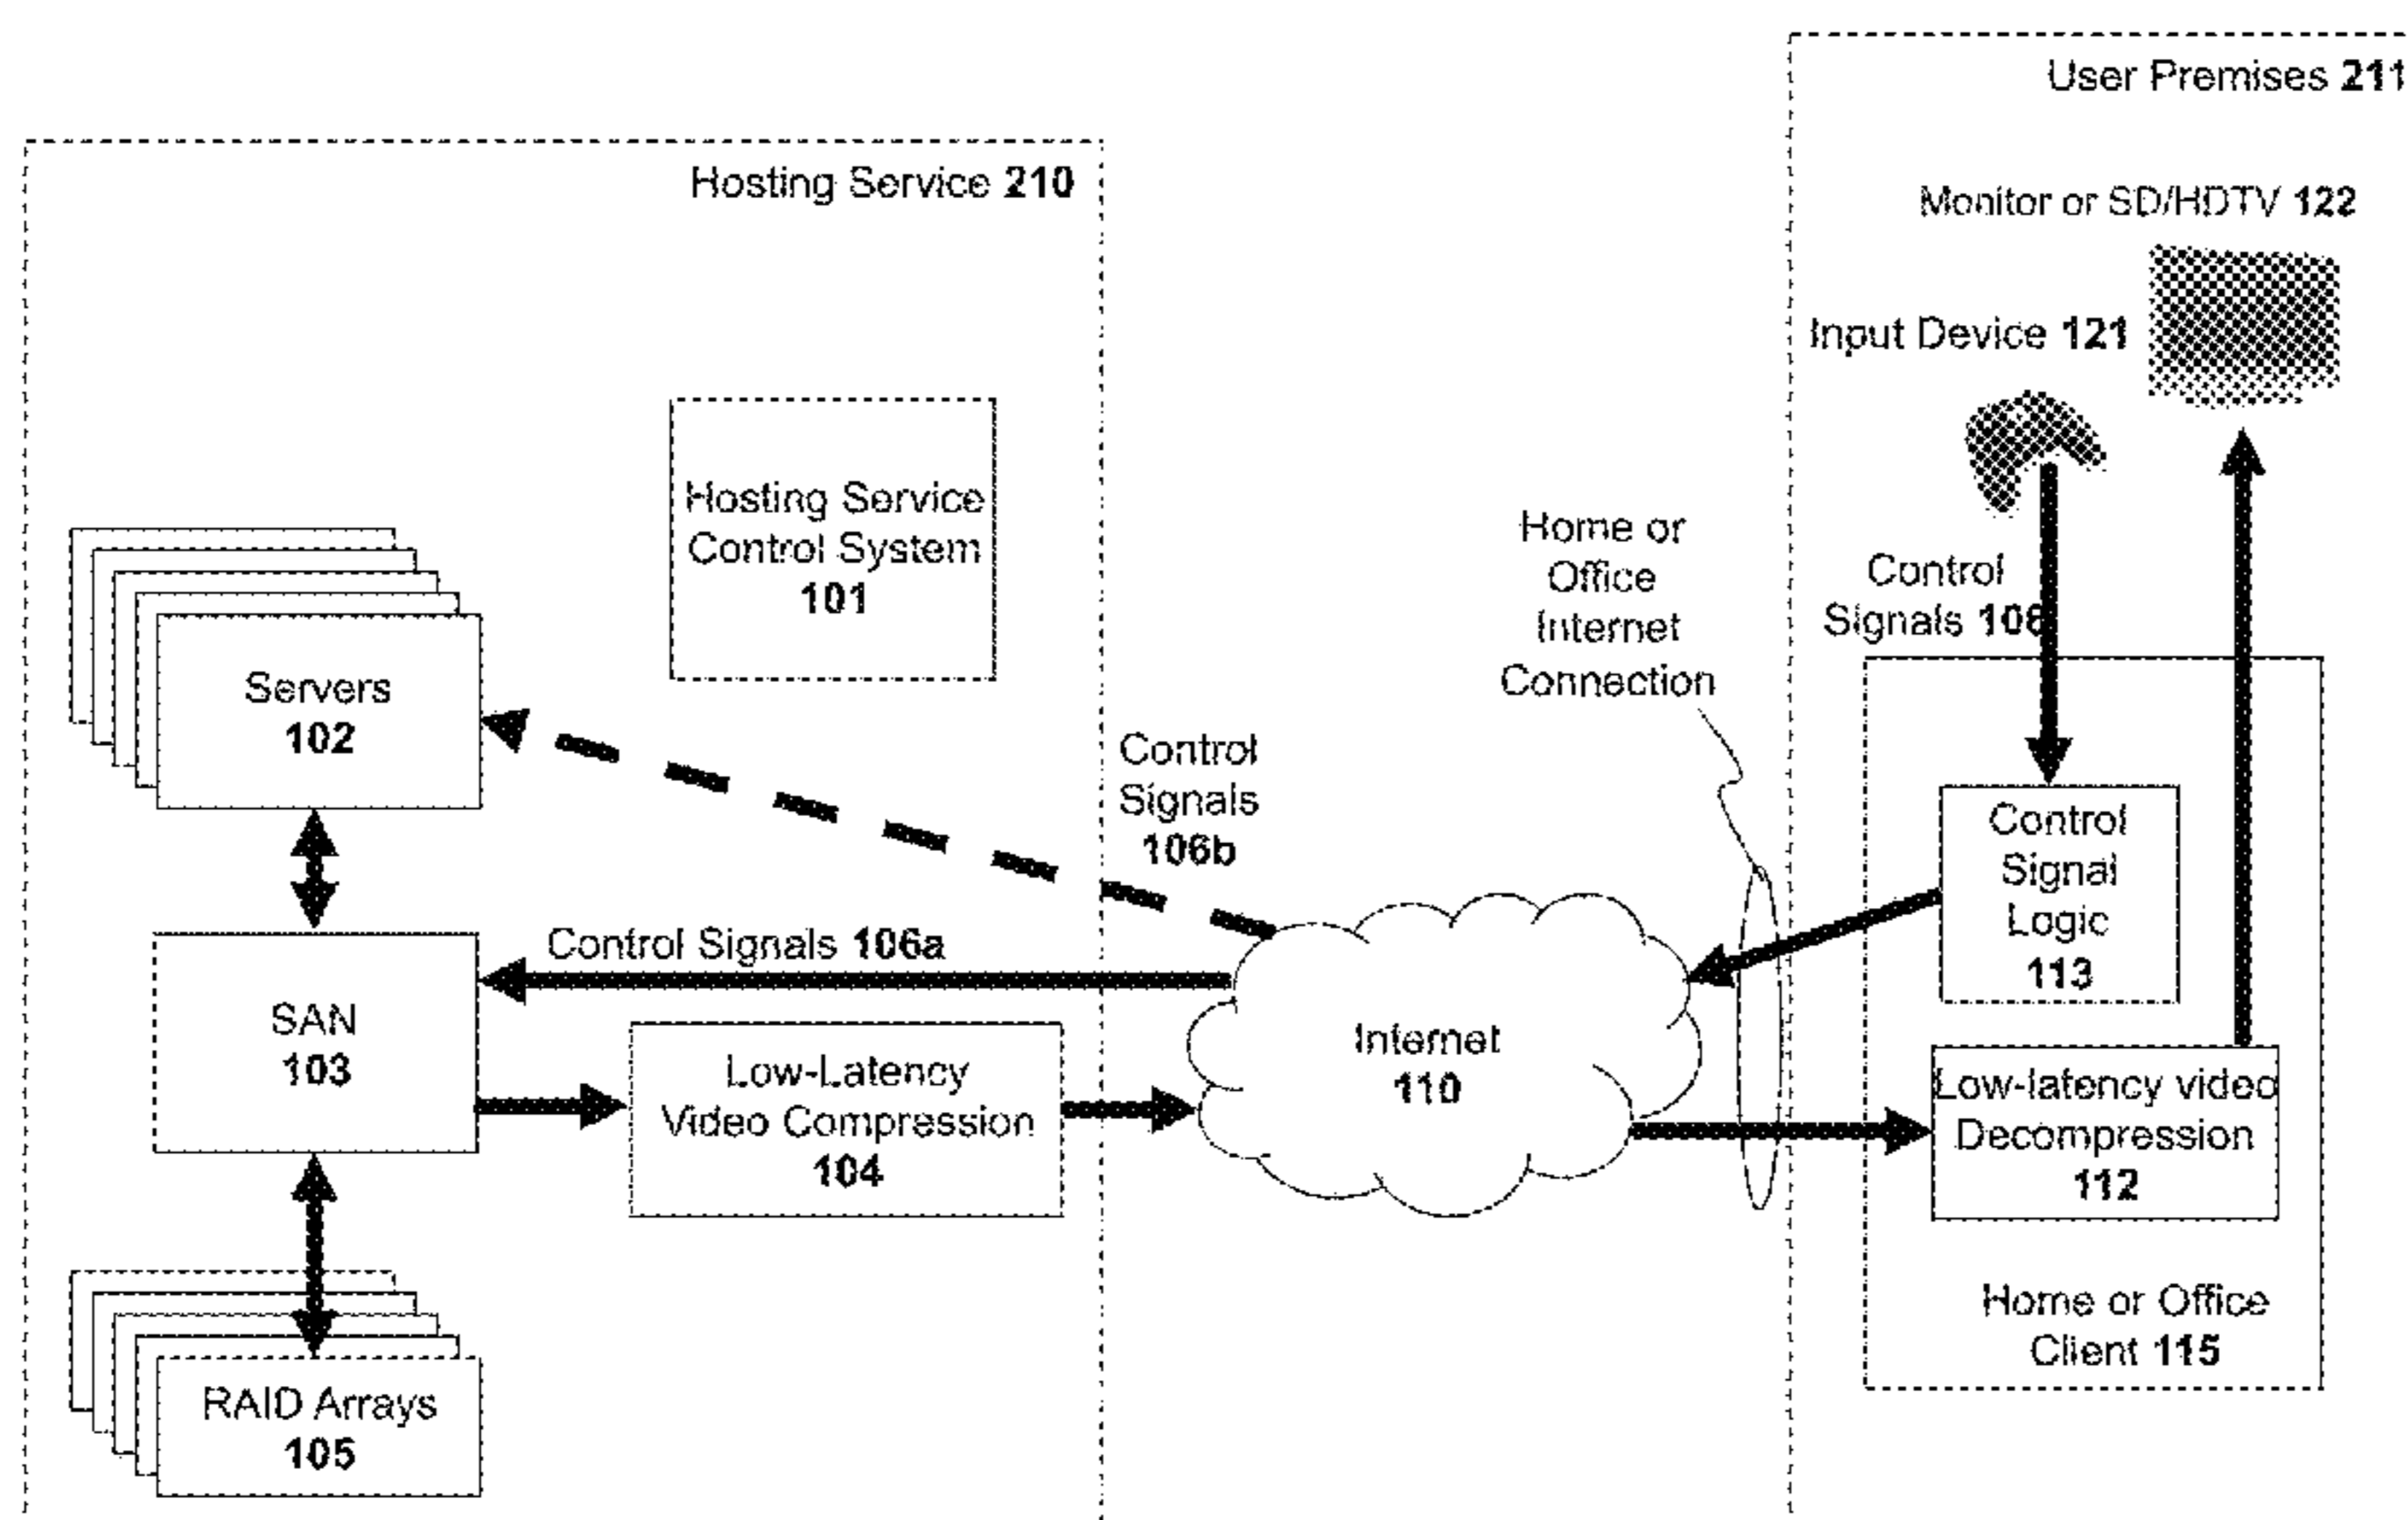 User Premises 211
Hosting Service 210
Monitor or SD/HDTV 122
Input Device 121
Hosting Service
Control System
101
Home or
Office
Internet
Connection
Control
Signals 106
Servers
102
Control
Signals
106b
Control
Signal
Logic
113
Control Signals 106a
SAN
103
Low-Latency
Video Compression
104
Internet
110
Low-latency video
Decompression
112
Home or Office
Client 115
RAID Arrays
105